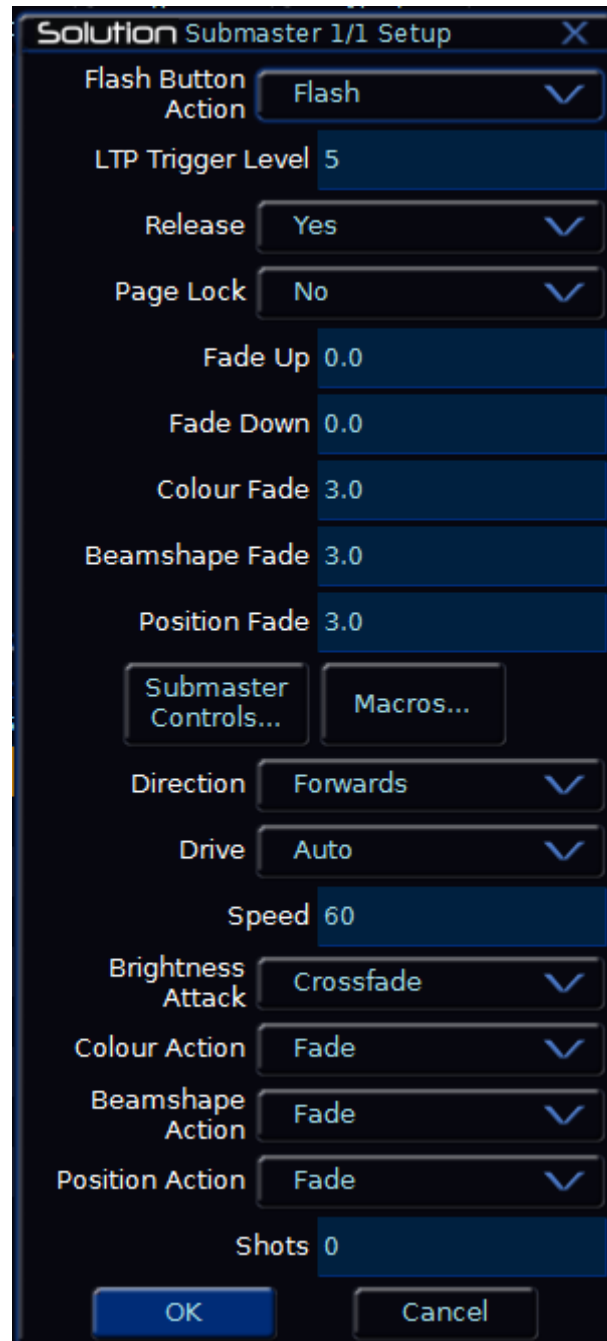 Solution Submaster 1/1 Setup
Flash Button
Action Flash
LTP Trigger Level 5
Release Yes
Page Lock No
Fade Up 0.0
Fade Down 0.0
Colour Fade 3.0
Beamshape Fade 3.0
Position Fade 3.0
Submaster
Controls...
Macros...
Direction Forwards
Drive Auto
Speed 60
Brightness
Attack Crossfade
Colour Action Fade
Beamshape
Action Fade
Position Action Fade
Shots 0
OK Cancel